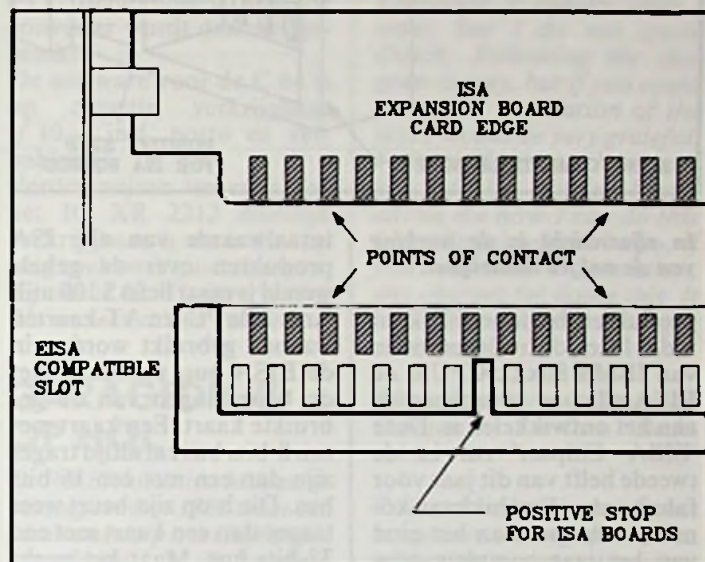 ISA
EXPANSION BOARD
CARD EDGE
POINTS OF CONTACT
EISA
COMPATIBLE
SLOT
POSITIVE STOP
FOR ISA BOARDS